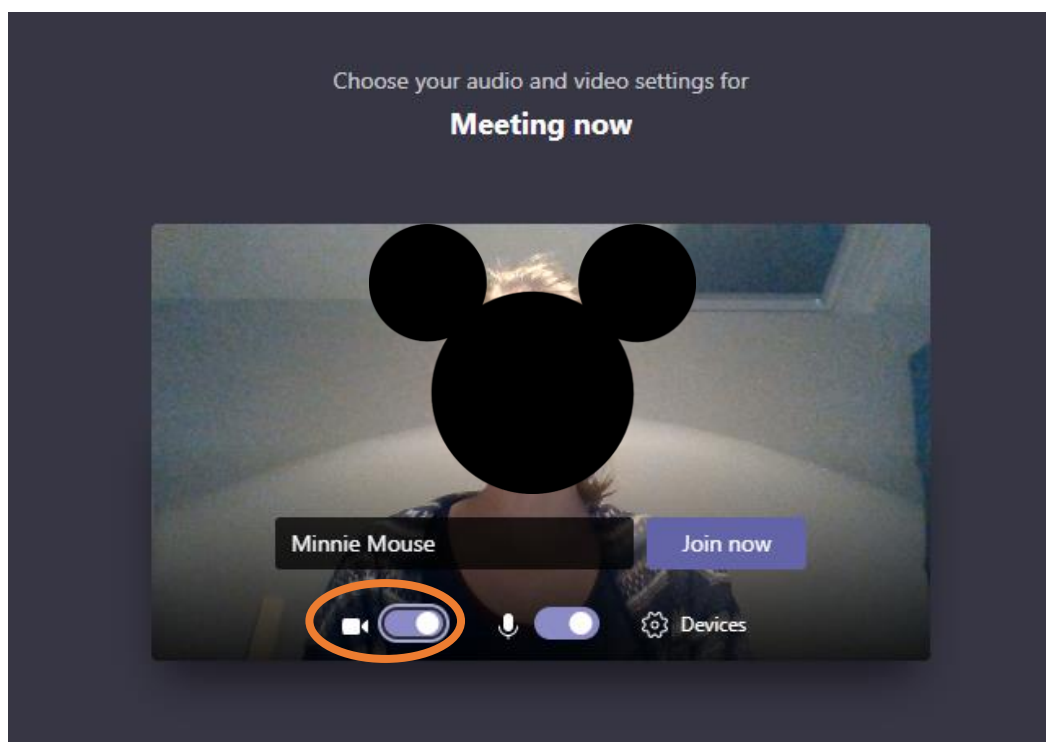 Choose your audio and video settings for
Meeting now
Minnie Mouse
Join now
Devices